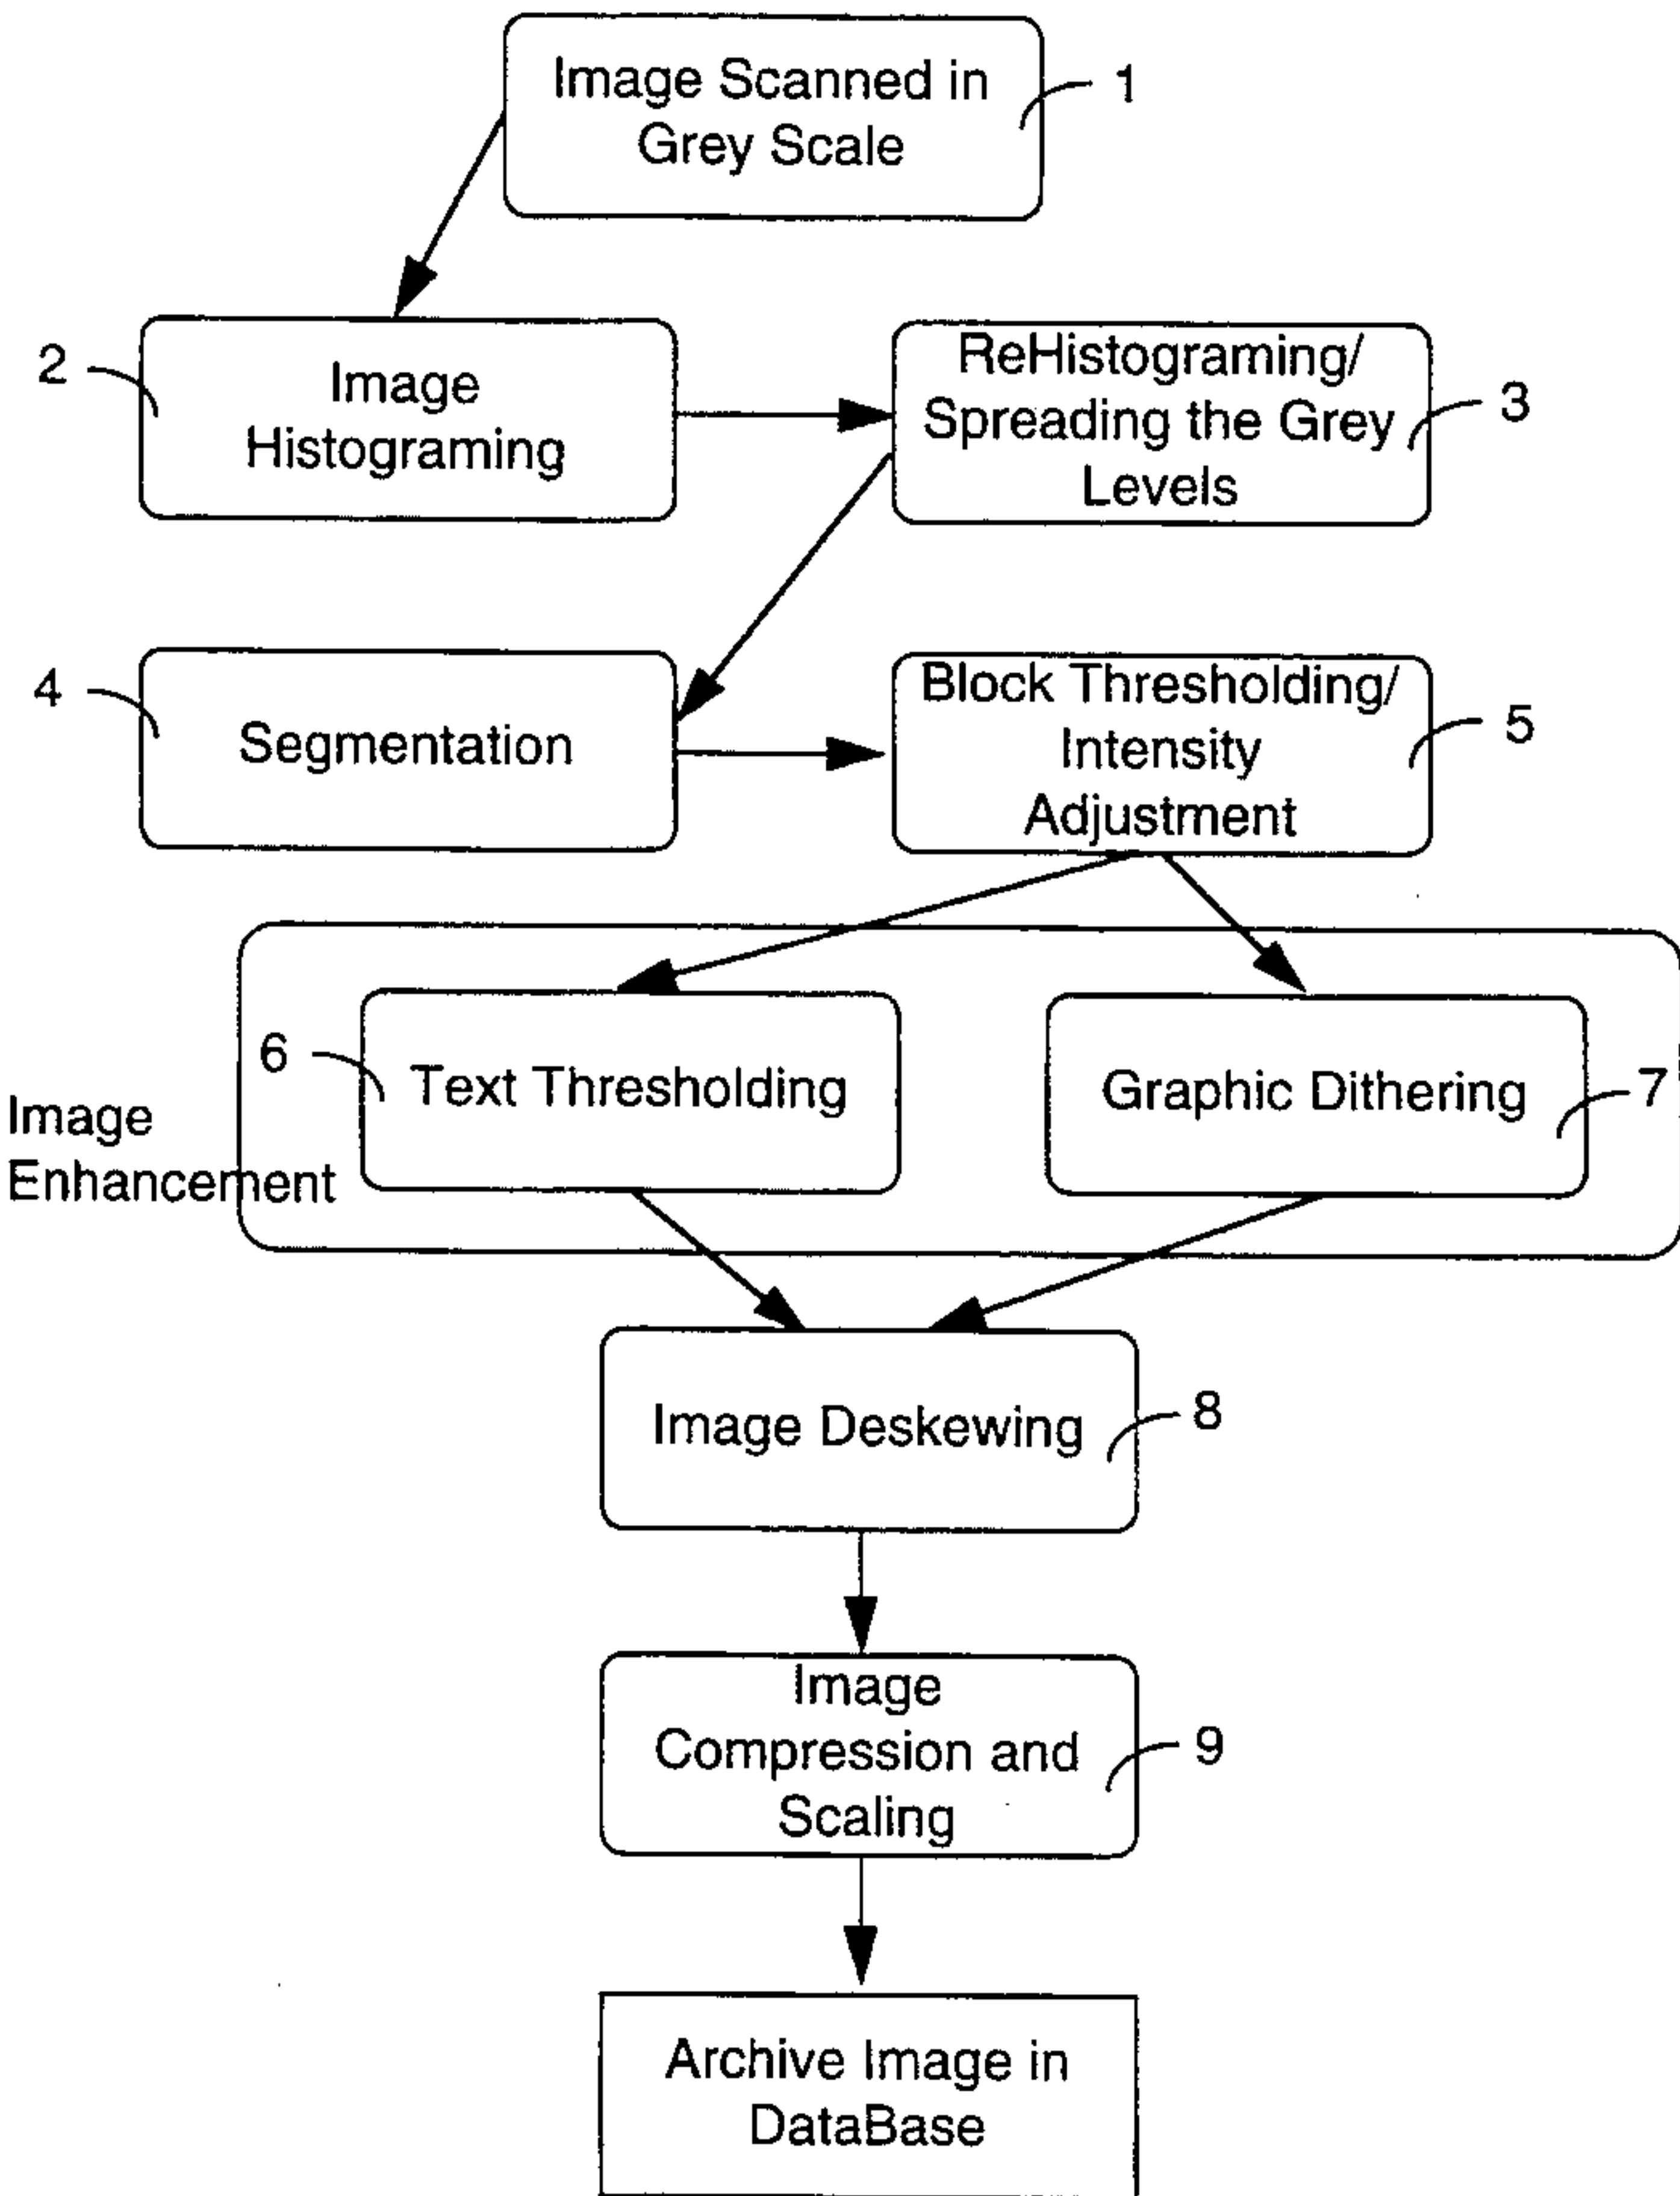 Image Scanned in
Grey Scale
1
2
Image
Histograming
ReHistograming/
Spreading the Grey
Levels
3
4
Segmentation
Block Thresholding/
Intensity
Adjustment
5
Image
Enhancement
6
Text Thresholding
Graphic Dithering
7
Image Deskewing
8
Image
Compression and
Scaling
9
Archive Image in
DataBase